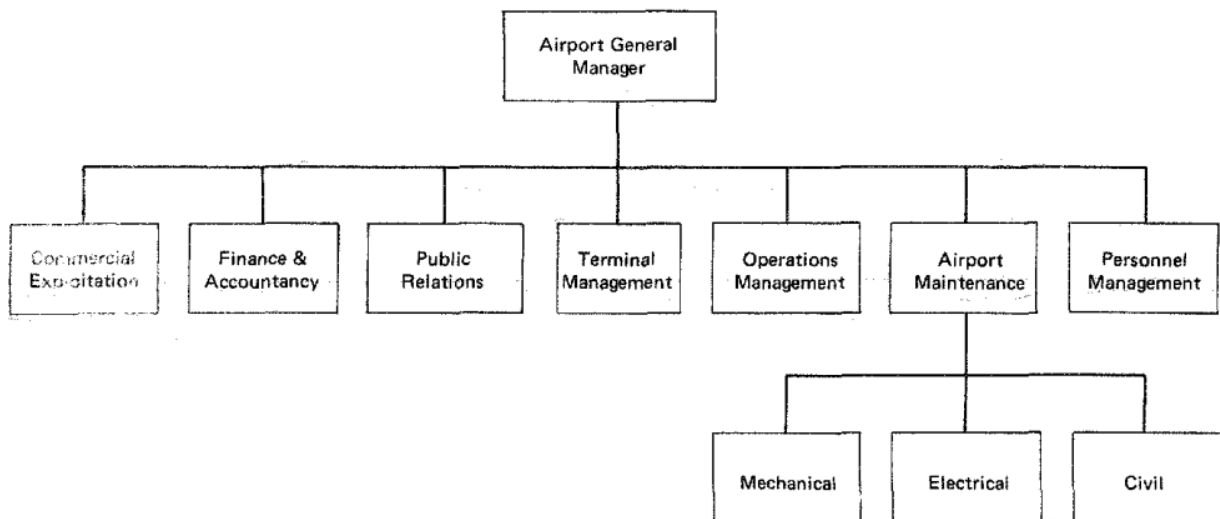 Airport General
Manager
Commercial
Exploitation
Finance &
Accountancy
Public
Relations
Terminal
Management
Operations
Management
Airport
Maintenance
Personnel
Management
Mechanical
Electrical
Civil